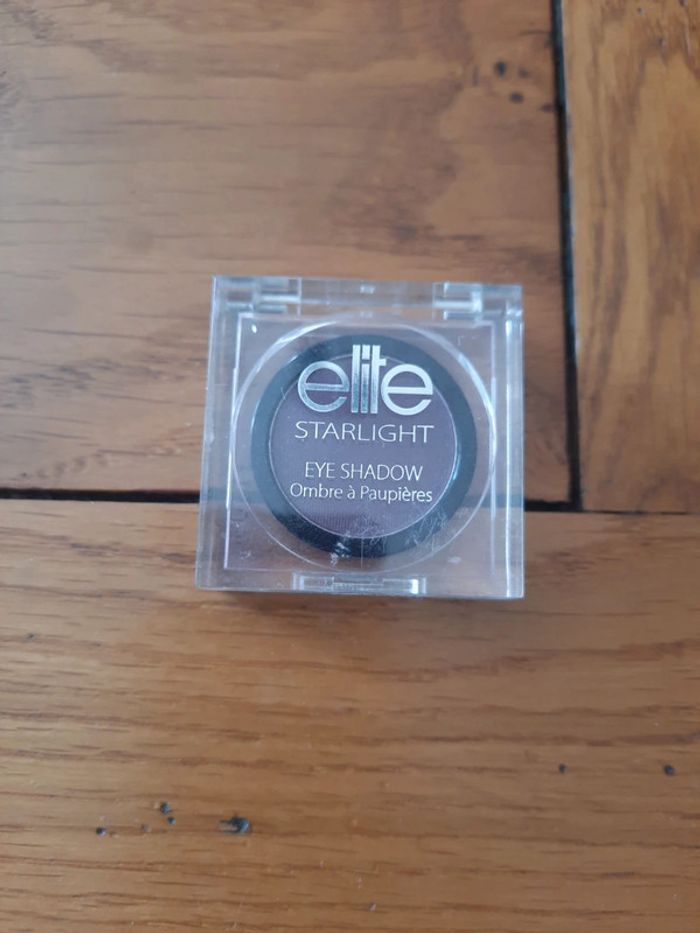 elite
STARLIGHT
EYE SHADOW
Ombre à Paupières